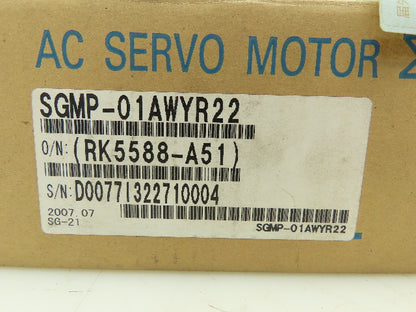 AC SERVO MOTOR Σ
SGMP-01AWYR22
O/N: (RK5588-A51)
S/N: D0077I322710004
2007.07
SG-21
SGMP-01AWYR22